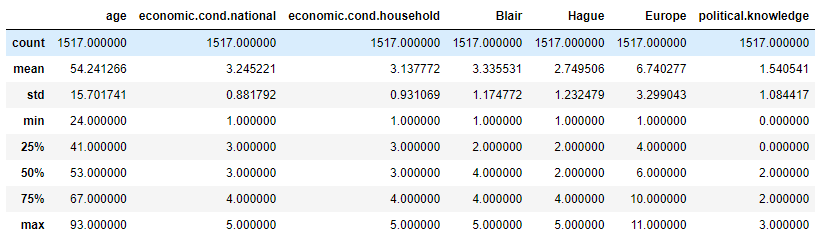 age economic.cond.national economic.cond.household Blair Hague Europe political.knowledge
count 1517.000000 1517.000000 1517.000000 1517.000000 1517.000000 1517.000000 1517.000000
mean 54.241266 3.245221 3.137772 3.335531 2.749506 6.740277 1.540541
std 15.701741 0.881792 0.931069 1.174772 1.232479 3.299043 1.084417
min 24.000000 1.000000 1.000000 1.000000 1.000000 1.000000 0.000000
25% 41.000000 3.000000 3.000000 2.000000 2.000000 4.000000 0.000000
50% 53.000000 3.000000 3.000000 4.000000 2.000000 6.000000 2.000000
75% 67.000000 4.000000 4.000000 4.000000 4.000000 10.000000 2.000000
max 93.000000 5.000000 5.000000 5.000000 5.000000 11.000000 3.000000